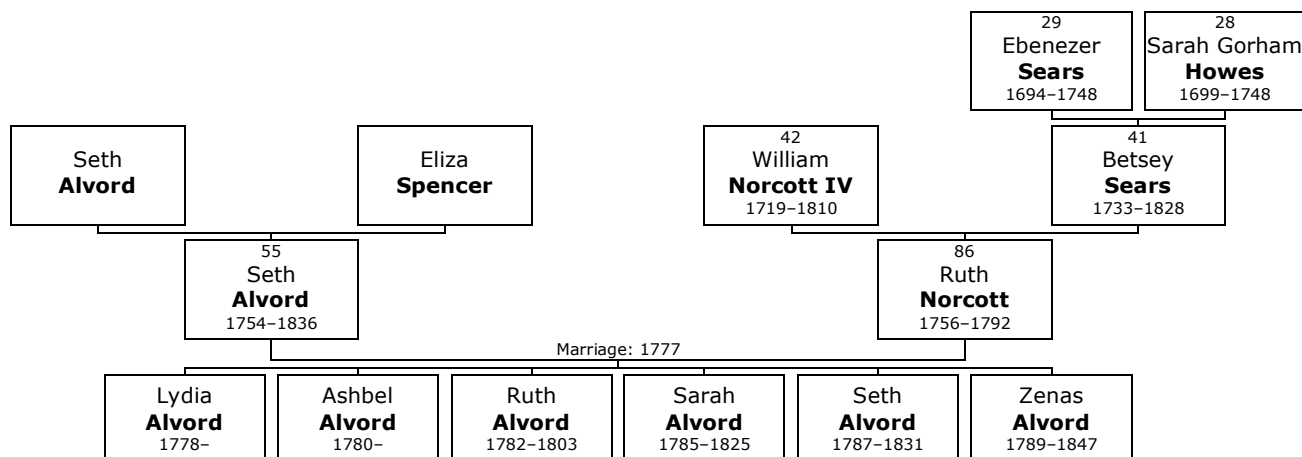 29
Ebenezer
Sears
1694–1748
28
Sarah Gorham
Howes
1699–1748
Seth
Alvord
Eliza
Spencer
42
William
Norcott IV
1719–1810
41
Betsey
Sears
1733–1828
55
Seth
Alvord
1754–1836
86
Ruth
Norcott
1756–1792
Marriage: 1777
Lydia
Alvord
1778–
Ashbel
Alvord
1780–
Ruth
Alvord
1782–1803
Sarah
Alvord
1785–1825
Seth
Alvord
1787–1831
Zenas
Alvord
1789–1847